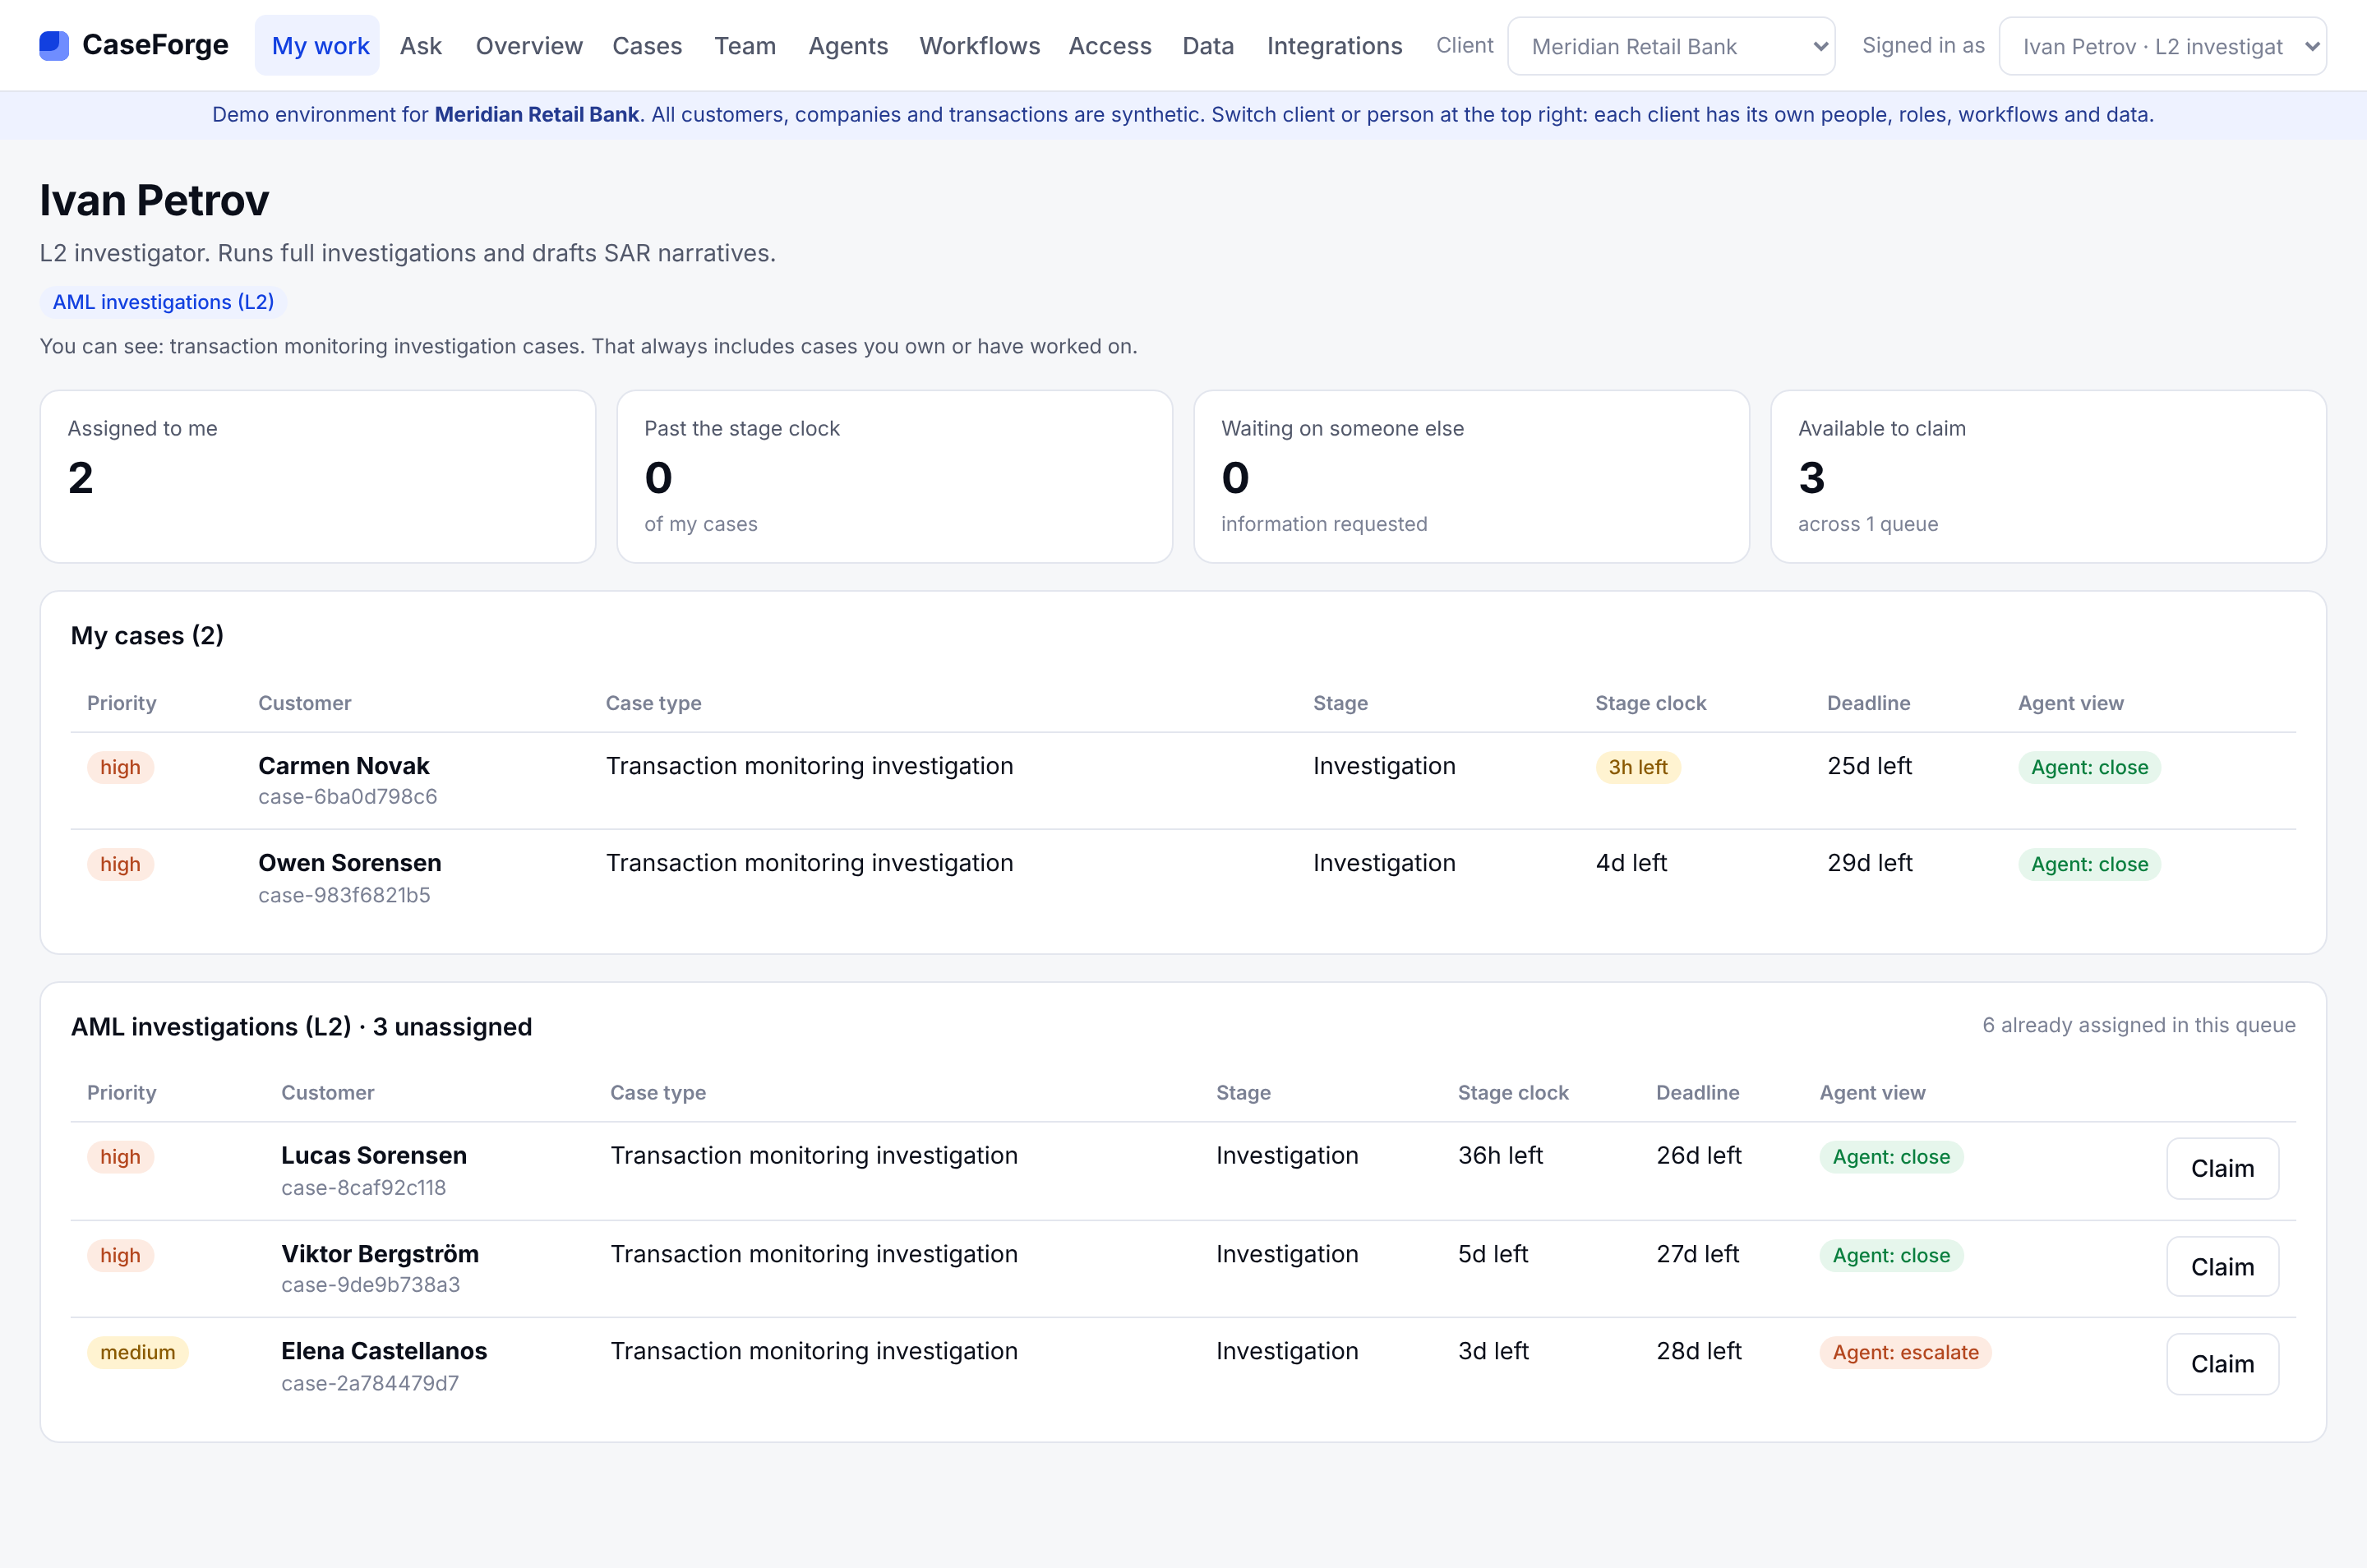 CaseForge My work Ask Overview Cases Team Agents Workflows Access Data Integrations Client Meridian Retail Bank Signed in as Ivan Petrov · L2 investigat
Demo environment for Meridian Retail Bank. All customers, companies and transactions are synthetic. Switch client or person at the top right: each client has its own people, roles, workflows and data.
Ivan Petrov
L2 investigator. Runs full investigations and drafts SAR narratives.
AML investigations (L2)
You can see: transaction monitoring investigation cases. That always includes cases you own or have worked on.
Assigned to me
2
Past the stage clock
0
of my cases
Waiting on someone else
0
information requested
Available to claim
3
across 1 queue
My cases (2)
Priority Customer Case type Stage Stage clock Deadline Agent view
high Carmen Novak Transaction monitoring investigation Investigation 3h left 25d left Agent: close
case-6ba0d798c6
high Owen Sorensen Transaction monitoring investigation Investigation 4d left 29d left Agent: close
case-983f6821b5
AML investigations (L2) · 3 unassigned 6 already assigned in this queue
Priority Customer Case type Stage Stage clock Deadline Agent view
high Lucas Sorensen Transaction monitoring investigation Investigation 36h left 26d left Agent: close Claim
case-8caf92c118
high Viktor Bergström Transaction monitoring investigation Investigation 5d left 27d left Agent: close Claim
case-9de9b738a3
medium Elena Castellanos Transaction monitoring investigation Investigation 3d left 28d left Agent: escalate Claim
case-2a784479d7